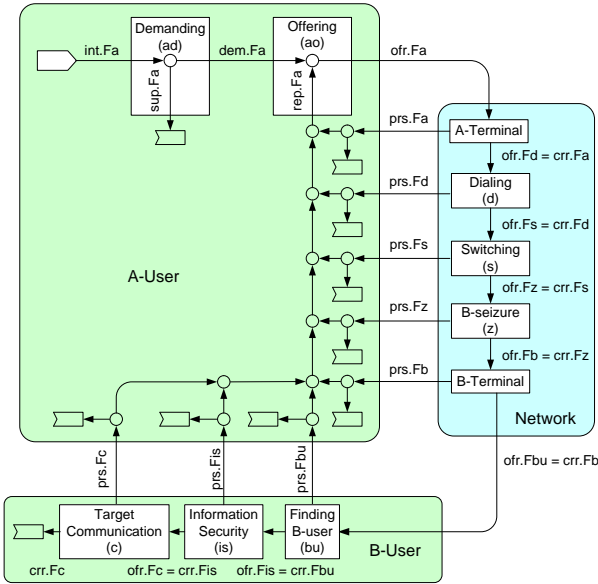 Demanding
(ad)
Offering
(ao)
int.Fa
dem.Fa
ofr.Fa
sup.Fa
rep.Fa
prs.Fa
A-Terminal
ofr.Fd = crr.Fa
prs.Fd
Dialing
(d)
ofr.Fs = crr.Fd
prs.Fs
Switching
(s)
A-User
ofr.Fz = crr.Fs
prs.Fz
B-seizure
(z)
ofr.Fb = crr.Fz
prs.Fb
B-Terminal
Network
prs.Fc
prs.Fis
prs.Fbu
ofr.Fbu = crr.Fb
Target
Communication
(c)
Information
Security
(is)
Finding
B-user
(bu)
B-User
crr.Fc
ofr.Fc = crr.Fis
ofr.Fis = crr.Fbu